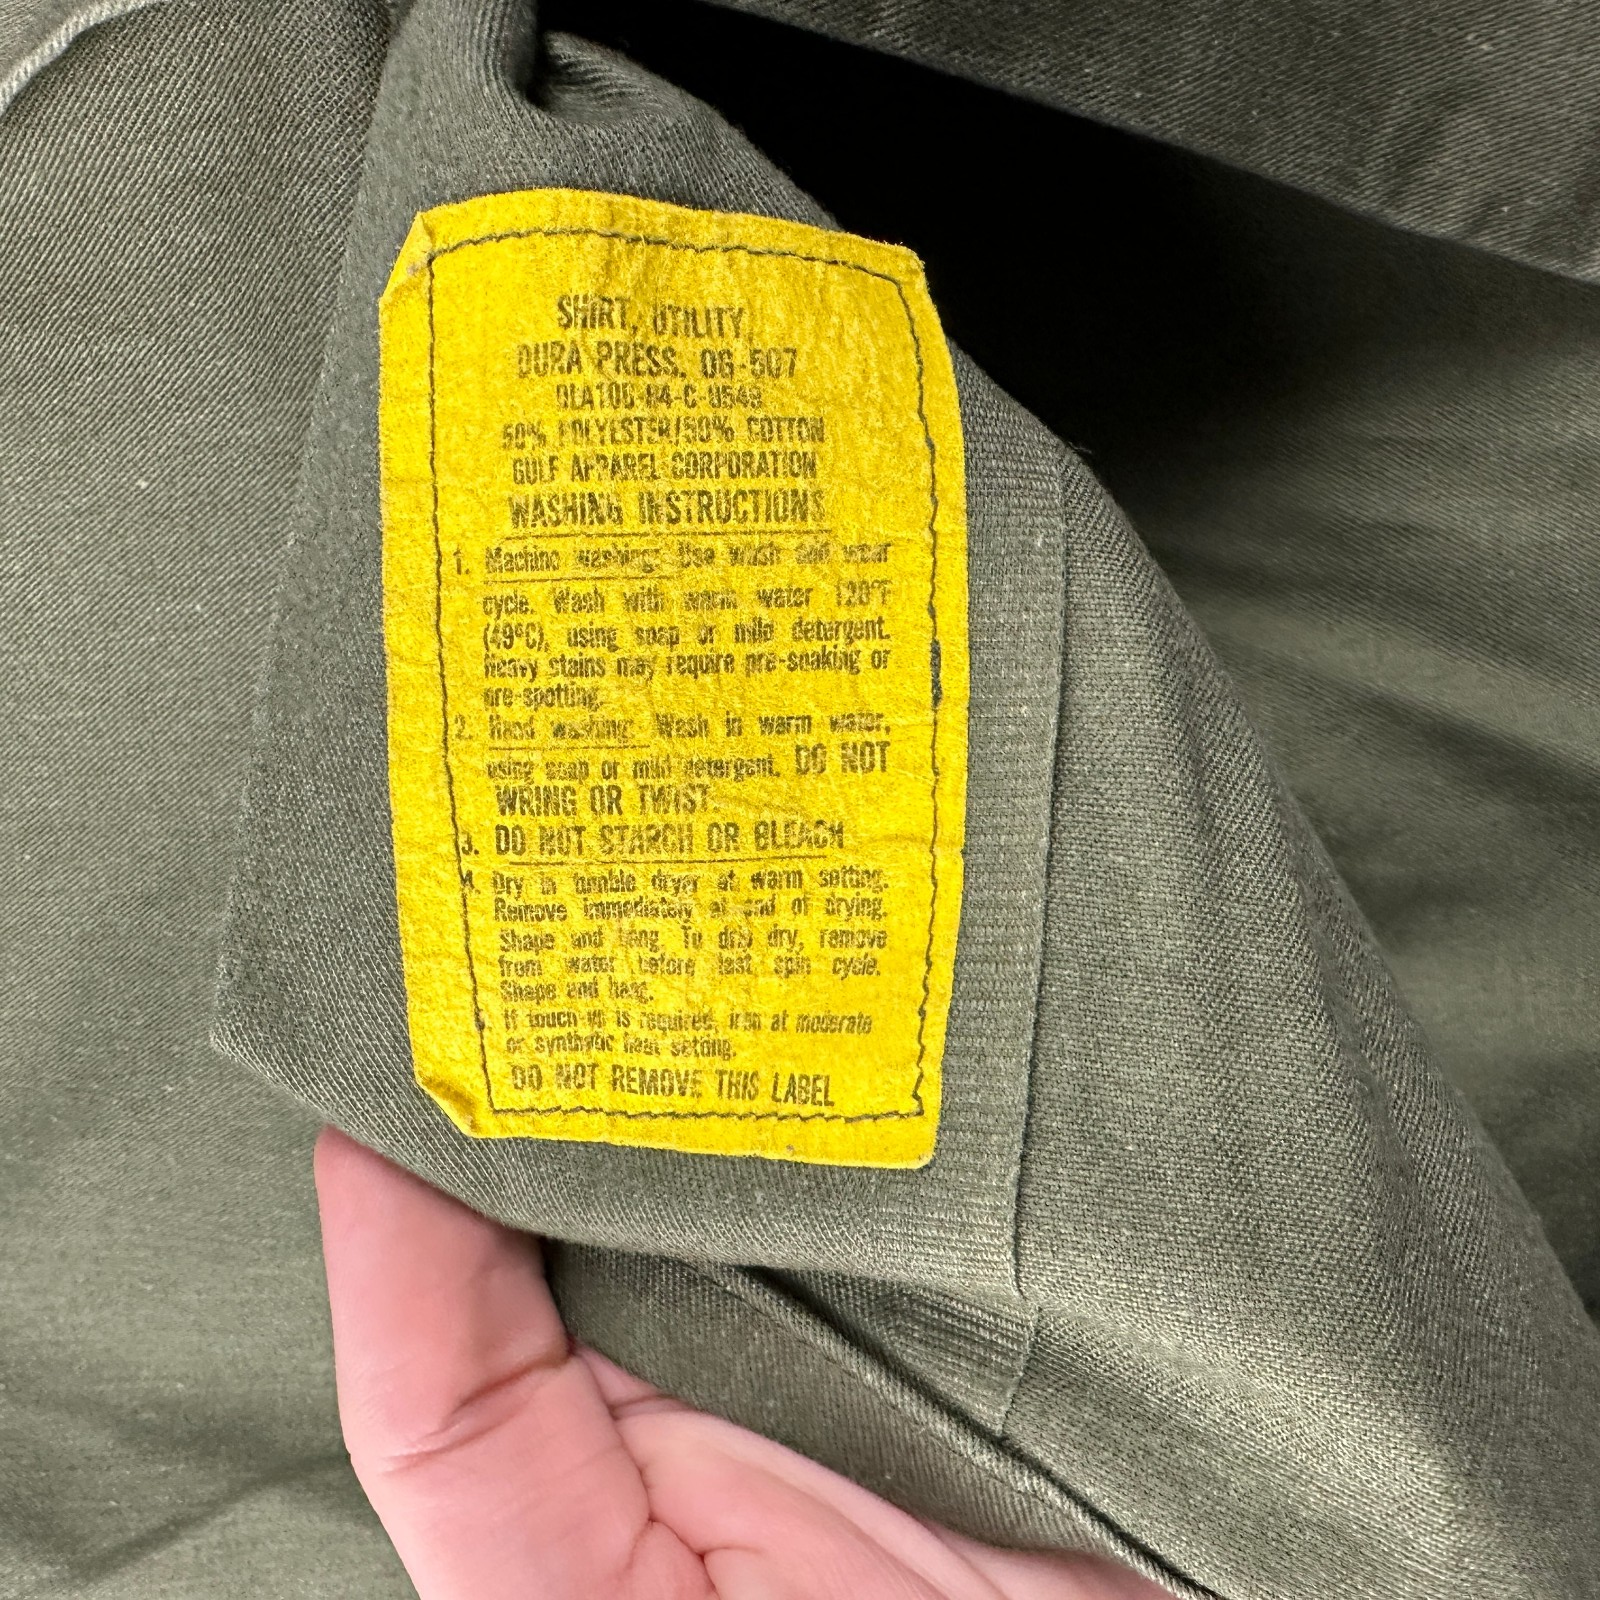 SHIRT, UTILITY,
DURA PRESS, OG-507
DLA100-84-C-0549
50% POLYESTER/50% COTTON
GULF APPAREL CORPORATION
WASHING INSTRUCTIONS
1. Machine washing: Use wash and wear
cycle. Wash with warm water 120°F
(49°C), using soap or mild detergent.
Heavy stains may require pre-soaking or
pre-spotting.
2. Hand washing: Wash in warm water,
using soap or mild detergent. DO NOT
WRING OR TWIST.
3. DO NOT STARCH OR BLEACH
4. Dry in tumble dryer at warm setting.
Remove immediately at end of drying.
Shape and hang. To drip dry, remove
from water before last spin cycle.
Shape and hang.
If touch-up is required, iron at moderate
or synthetic heat setting.
DO NOT REMOVE THIS LABEL